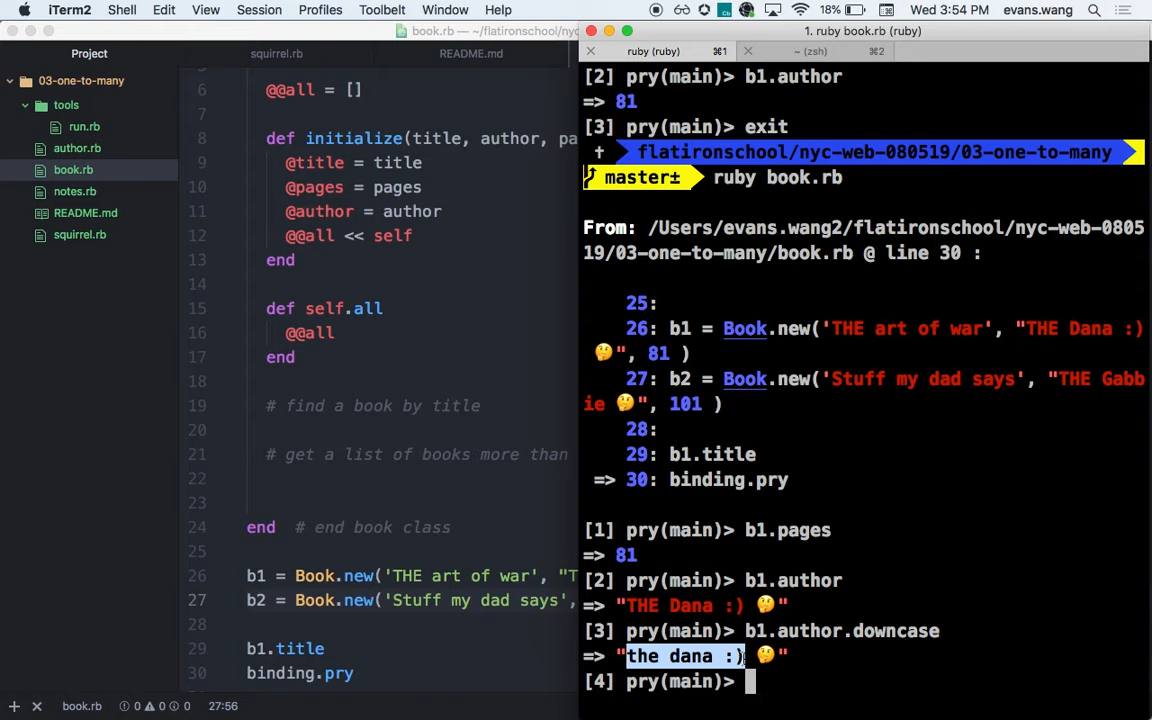 iTerm2 Shell Edit View Session Profiles Toolbelt Window Help 18% Wed 3:54 PM evans.wang
book.rb — ~/flatironschool/ny
1. ruby book.rb (ruby)
Project squirrel.rb README.md
ruby (ruby) ⌘1 ~ (zsh) ⌘2
03-one-to-many
tools
run.rb
author.rb
book.rb
notes.rb
README.md
squirrel.rb
6 @@all = []
7
8 def initialize(title, author, pa
9 @title = title
10 @pages = pages
11 @author = author
12 @@all << self
13 end
14
15 def self.all
16 @@all
17 end
18
19 # find a book by title
20
21 # get a list of books more than
22
23
24 end # end book class
25
26 b1 = Book.new('THE art of war', "T
27 b2 = Book.new('Stuff my dad says',
28
29 b1.title
30 binding.pry
book.rb 0 0 0 27:56
[2] pry(main)> b1.author
=> 81
[3] pry(main)> exit
flatironschool/nyc-web-080519/03-one-to-many
master± ruby book.rb
From: /Users/evans.wang2/flatironschool/nyc-web-0805
19/03-one-to-many/book.rb @ line 30 :
25:
26: b1 = Book.new('THE art of war', "THE Dana :)
🤔", 81 )
27: b2 = Book.new('Stuff my dad says', "THE Gabb
ie 🤔", 101 )
28:
29: b1.title
=> 30: binding.pry
[1] pry(main)> b1.pages
=> 81
[2] pry(main)> b1.author
=> "THE Dana :) 🤔"
[3] pry(main)> b1.author.downcase
=> "the dana :) 🤔"
[4] pry(main)>